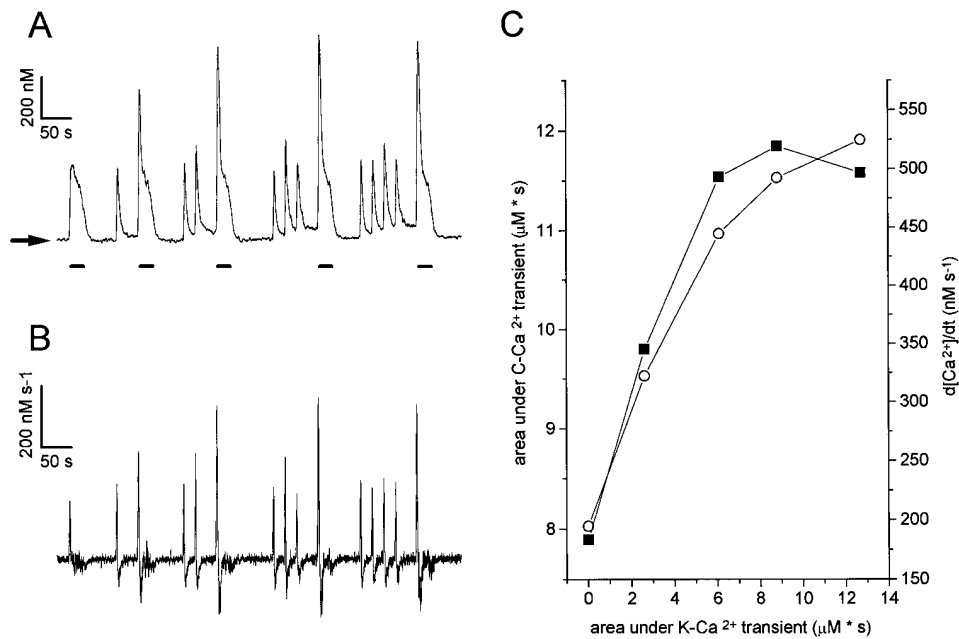 A
200 nM
50 s
B
200 nM s-1
50 s
C
area under C-Ca 2+ transient (μM * s)
12
11
10
9
8
0 2 4 6 8 10 12 14
area under K-Ca 2+ transient (μM * s)
550
500
450
400
350
300
250
200
150
d[Ca2+]/dt (nM s-1)